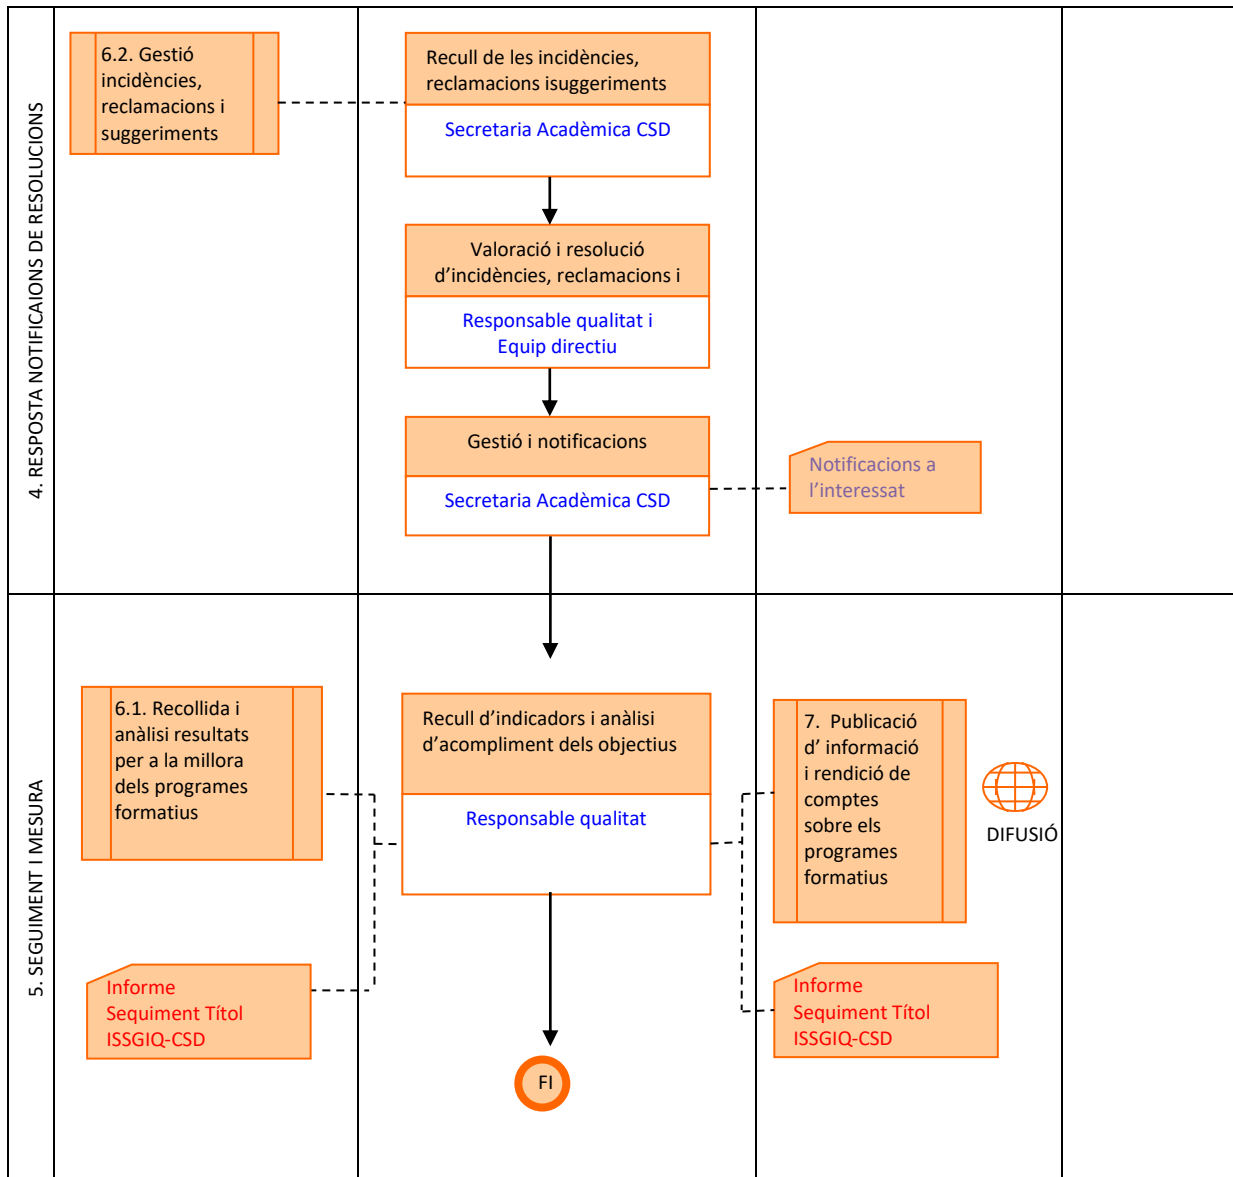 4. RESPOSTA NOTIFICAIONS DE RESOLUCIONS
6.2. Gestió
incidències,
reclamacions i
suggeriments
Recull de les incidències,
reclamacions isuggeriments
Secretaria Acadèmica CSD
Valoració i resolució
d’incidències, reclamacions i
Responsable qualitat i
Equip directiu
Gestió i notificacions
Secretaria Acadèmica CSD
Notificacions a
l’interessat
5. SEGUIMENT I MESURA
6.1. Recollida i
anàlisi resultats
per a la millora
dels programes
formatius
Recull d’indicadors i anàlisi
d’acompliment dels objectius
Responsable qualitat
7. Publicació
d’ informació
i rendició de
comptes
sobre els
programes
formatius
DIFUSIÓ
Informe
Sequiment Títol
ISSGIQ-CSD
Informe
Sequiment Títol
ISSGIQ-CSD
FI